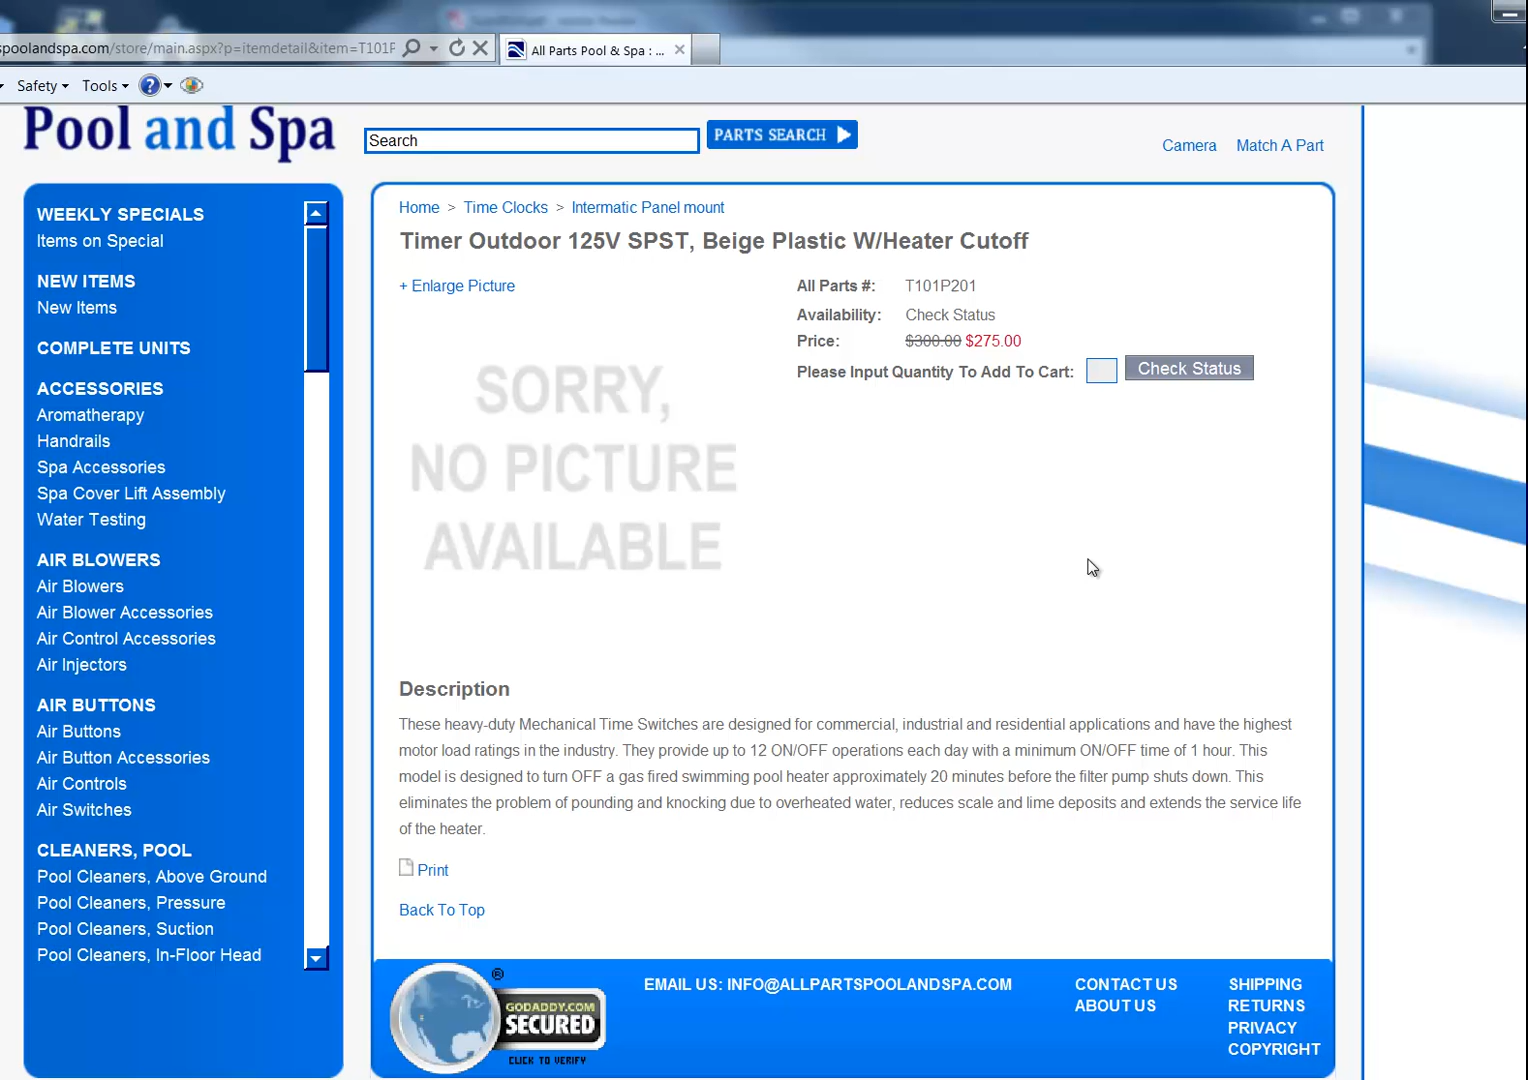 spoolandspa.com/store/main.aspx?p=itemdetail&item=T101P
All Parts Pool & Spa : ...
Safety
Tools
Pool and Spa
Search
PARTS SEARCH
Camera
Match A Part
WEEKLY SPECIALS
Items on Special
NEW ITEMS
New Items
COMPLETE UNITS
ACCESSORIES
Aromatherapy
Handrails
Spa Accessories
Spa Cover Lift Assembly
Water Testing
AIR BLOWERS
Air Blowers
Air Blower Accessories
Air Control Accessories
Air Injectors
AIR BUTTONS
Air Buttons
Air Button Accessories
Air Controls
Air Switches
CLEANERS, POOL
Pool Cleaners, Above Ground
Pool Cleaners, Pressure
Pool Cleaners, Suction
Pool Cleaners, In-Floor Head
Home > Time Clocks > Intermatic Panel mount
Timer Outdoor 125V SPST, Beige Plastic W/Heater Cutoff
+ Enlarge Picture
SORRY,
NO PICTURE
AVAILABLE
All Parts #: T101P201
Availability: Check Status
Price: $300.00 $275.00
Please Input Quantity To Add To Cart: Check Status
Description
These heavy-duty Mechanical Time Switches are designed for commercial, industrial and residential applications and have the highest
motor load ratings in the industry. They provide up to 12 ON/OFF operations each day with a minimum ON/OFF time of 1 hour. This
model is designed to turn OFF a gas fired swimming pool heater approximately 20 minutes before the filter pump shuts down. This
eliminates the problem of pounding and knocking due to overheated water, reduces scale and lime deposits and extends the service life
of the heater.
Print
Back To Top
®
GODADDY.COM
SECURED
CLICK TO VERIFY
EMAIL US: INFO@ALLPARTSPOOLANDSPA.COM
CONTACT US
ABOUT US
SHIPPING
RETURNS
PRIVACY
COPYRIGHT